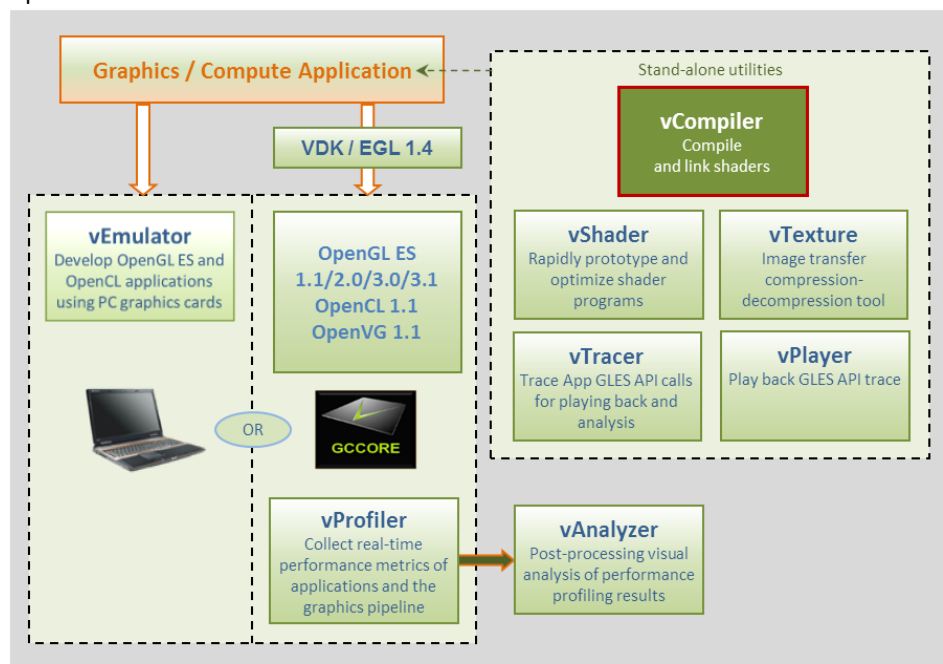 Graphics / Compute Application
Stand-alone utilities
vCompiler
Compile
and link shaders
VDK / EGL 1.4
vEmulator
Develop OpenGL ES and
OpenCL applications
using PC graphics cards
OpenGL ES
1.1/2.0/3.0/3.1
OpenCL 1.1
OpenVG 1.1
vShader
Rapidly prototype and
optimize shader
programs
vTexture
Image transfer
compression-
decompression tool
vTracer
Trace App GLES API calls
for playing back and
analysis
vPlayer
Play back GLES API trace
OR
GCCORE
vProfiler
Collect real-time
performance metrics of
applications and the
graphics pipeline
vAnalyzer
Post-processing visual
analysis of performance
profiling results